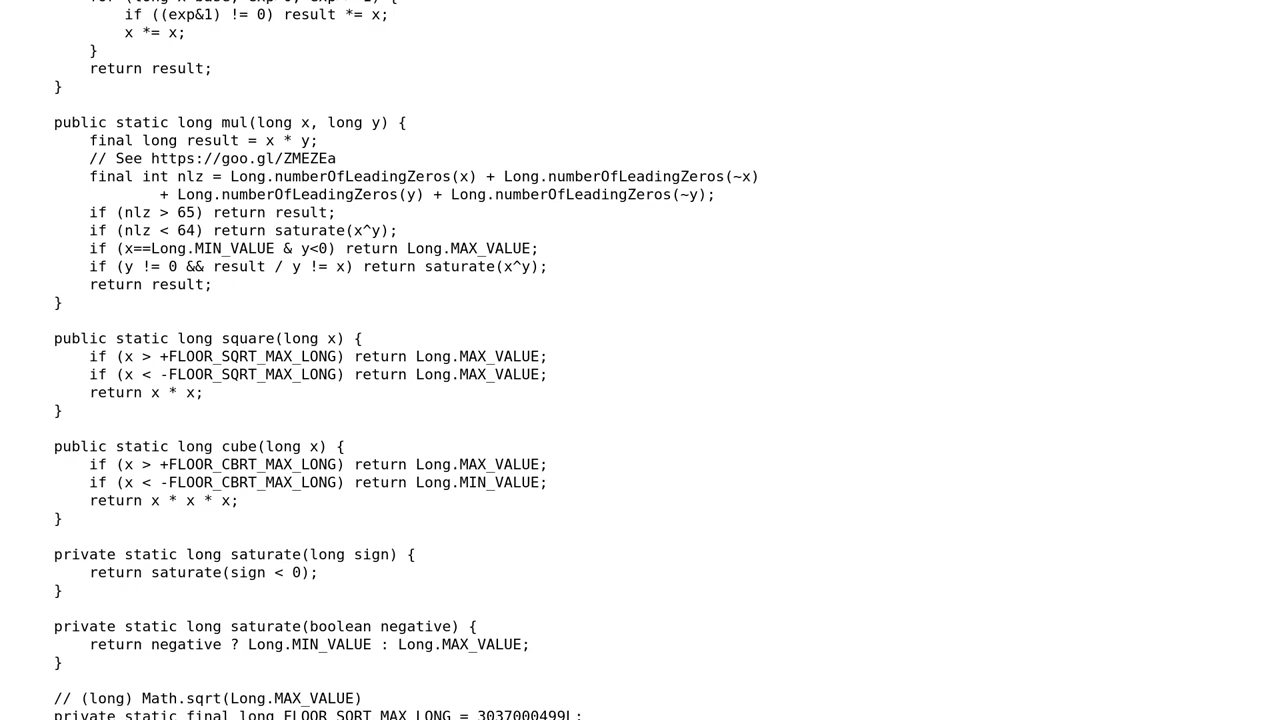 if ((exp&1) != 0) result *= x;
x *= x;
}
return result;
}
public static long mul(long x, long y) {
final long result = x * y;
// See https://goo.gl/ZMEZEa
final int nlz = Long.numberOfLeadingZeros(x) + Long.numberOfLeadingZeros(~x)
+ Long.numberOfLeadingZeros(y) + Long.numberOfLeadingZeros(~y);
if (nlz > 65) return result;
if (nlz < 64) return saturate(x^y);
if (x==Long.MIN_VALUE & y<0) return Long.MAX_VALUE;
if (y != 0 && result / y != x) return saturate(x^y);
return result;
}
public static long square(long x) {
if (x > +FLOOR_SQRT_MAX_LONG) return Long.MAX_VALUE;
if (x < -FLOOR_SQRT_MAX_LONG) return Long.MAX_VALUE;
return x * x;
}
public static long cube(long x) {
if (x > +FLOOR_CBRT_MAX_LONG) return Long.MAX_VALUE;
if (x < -FLOOR_CBRT_MAX_LONG) return Long.MIN_VALUE;
return x * x * x;
}
private static long saturate(long sign) {
return saturate(sign < 0);
}
private static long saturate(boolean negative) {
return negative ? Long.MIN_VALUE : Long.MAX_VALUE;
}
// (long) Math.sqrt(Long.MAX_VALUE)
private static final long FLOOR_SQRT_MAX_LONG = 3037000499L;